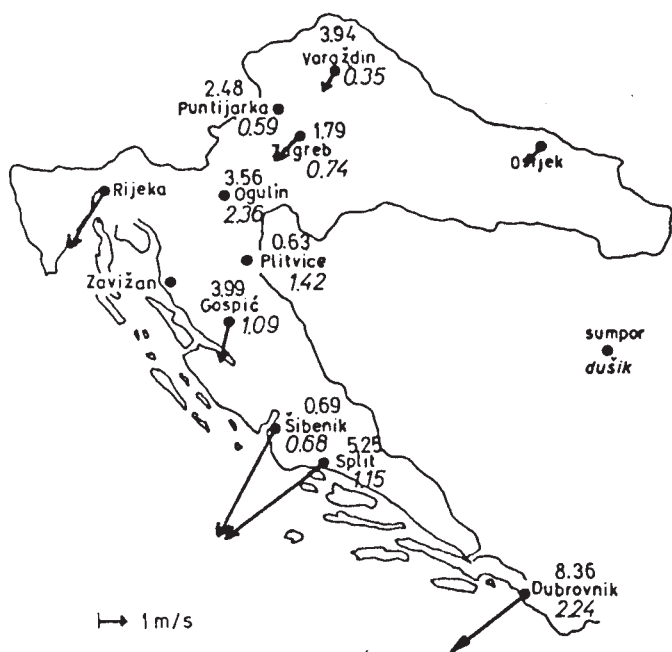 3.94
Varaždin
0.35
2.48
Puntijarka
0.59
1.79
Zagreb
0.74
Osijek
Rijeka
3.56
Ogulin
2.36
0.63
Plitvice
1.42
Zavižan
3.99
Gospić
1.09
sumpor
dušik
0.69
Šibenik
0.68
5.25
Split
1.15
8.36
Dubrovnik
2.24
1 m/s